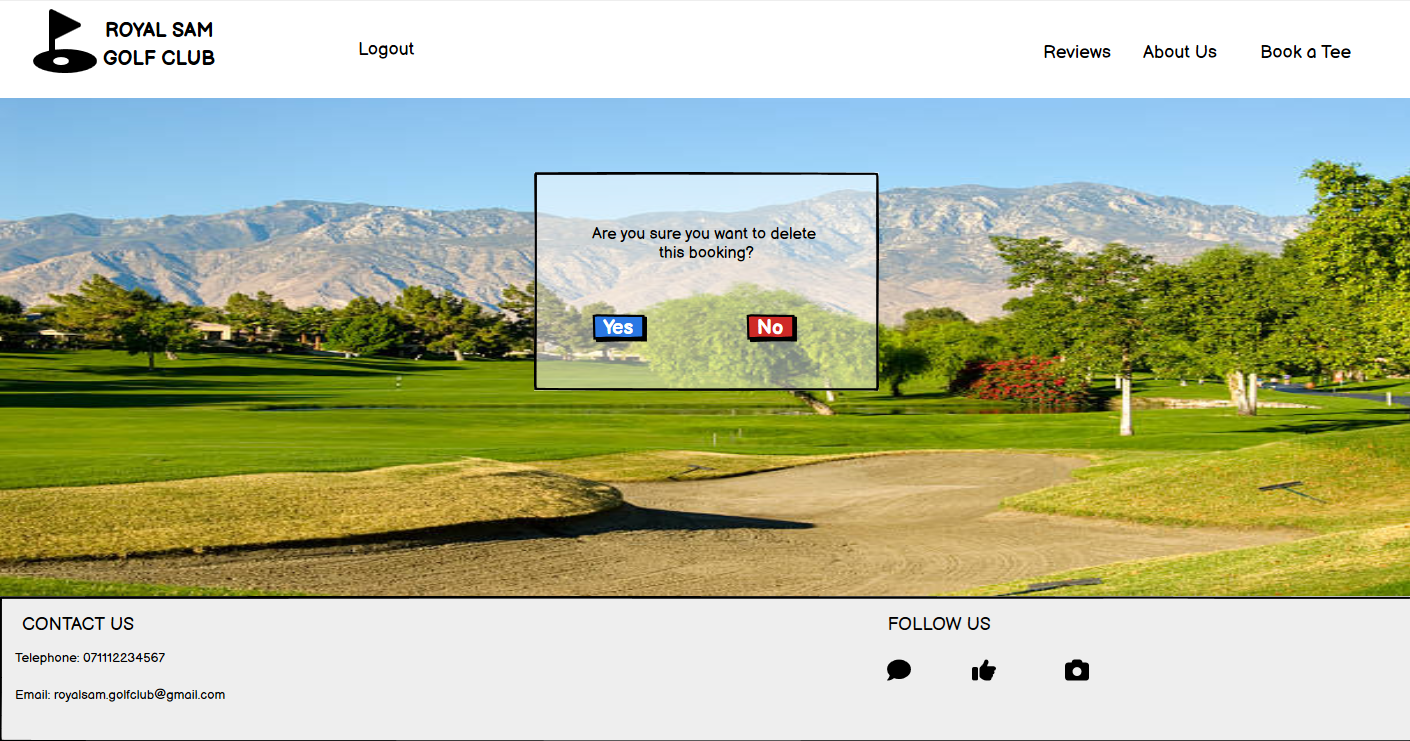 ROYAL SAM
GOLF CLUB
Logout
Reviews
About Us
Book a Tee
Are you sure you want to delete
this booking?
Yes
No
CONTACT US
Telephone: 071112234567
Email: royalsam.golfclub@gmail.com
FOLLOW US